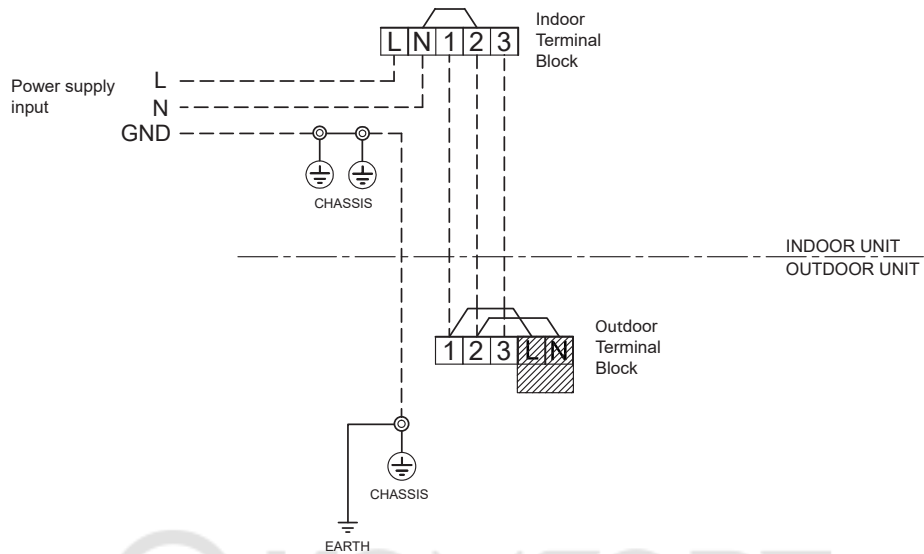 Indoor
Terminal
Block
L N 1 2 3
Power supply
input
L
N
GND
CHASSIS
INDOOR UNIT
OUTDOOR UNIT
Outdoor
Terminal
Block
1 2 3 L N
CHASSIS
EARTH